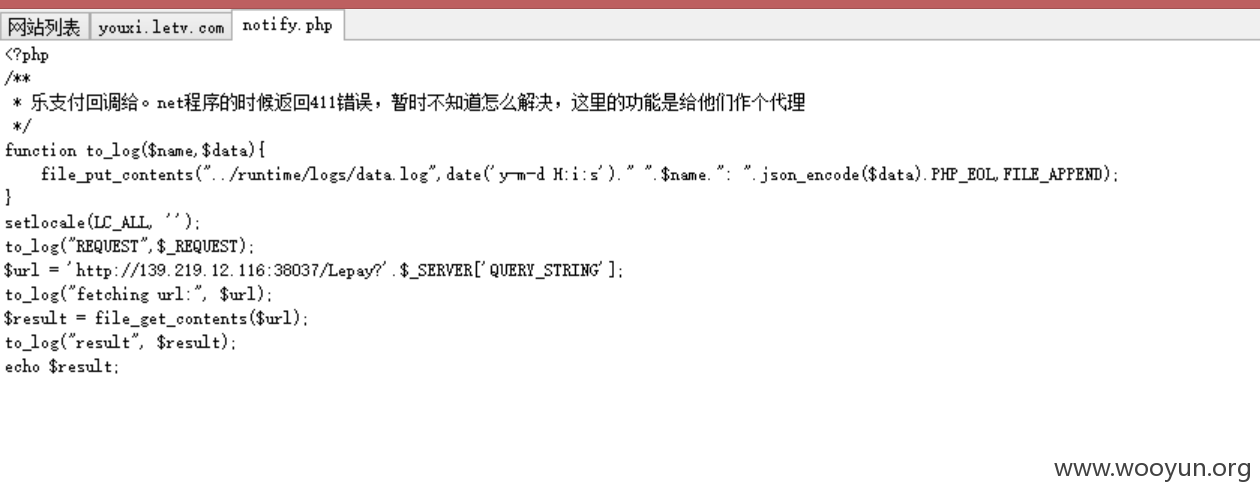 网站列表 youxi.letv.com notify.php
<?php
/**
 * 乐支付回调给。net程序的时候返回411错误，暂时不知道怎么解决，这里的功能是给他们作个代理
 */
function to_log($name,$data){
    file_put_contents("../runtime/logs/data.log",date('y-m-d H:i:s')." ".$name.": ".json_encode($data).PHP_EOL,FILE_APPEND);
}
setlocale(LC_ALL, '');
to_log("REQUEST",$_REQUEST);
$url = 'http://139.219.12.116:38037/Lepay?'.$_SERVER['QUERY_STRING'];
to_log("fetching url:", $url);
$result = file_get_contents($url);
to_log("result", $result);
echo $result;
www.wooyun.org